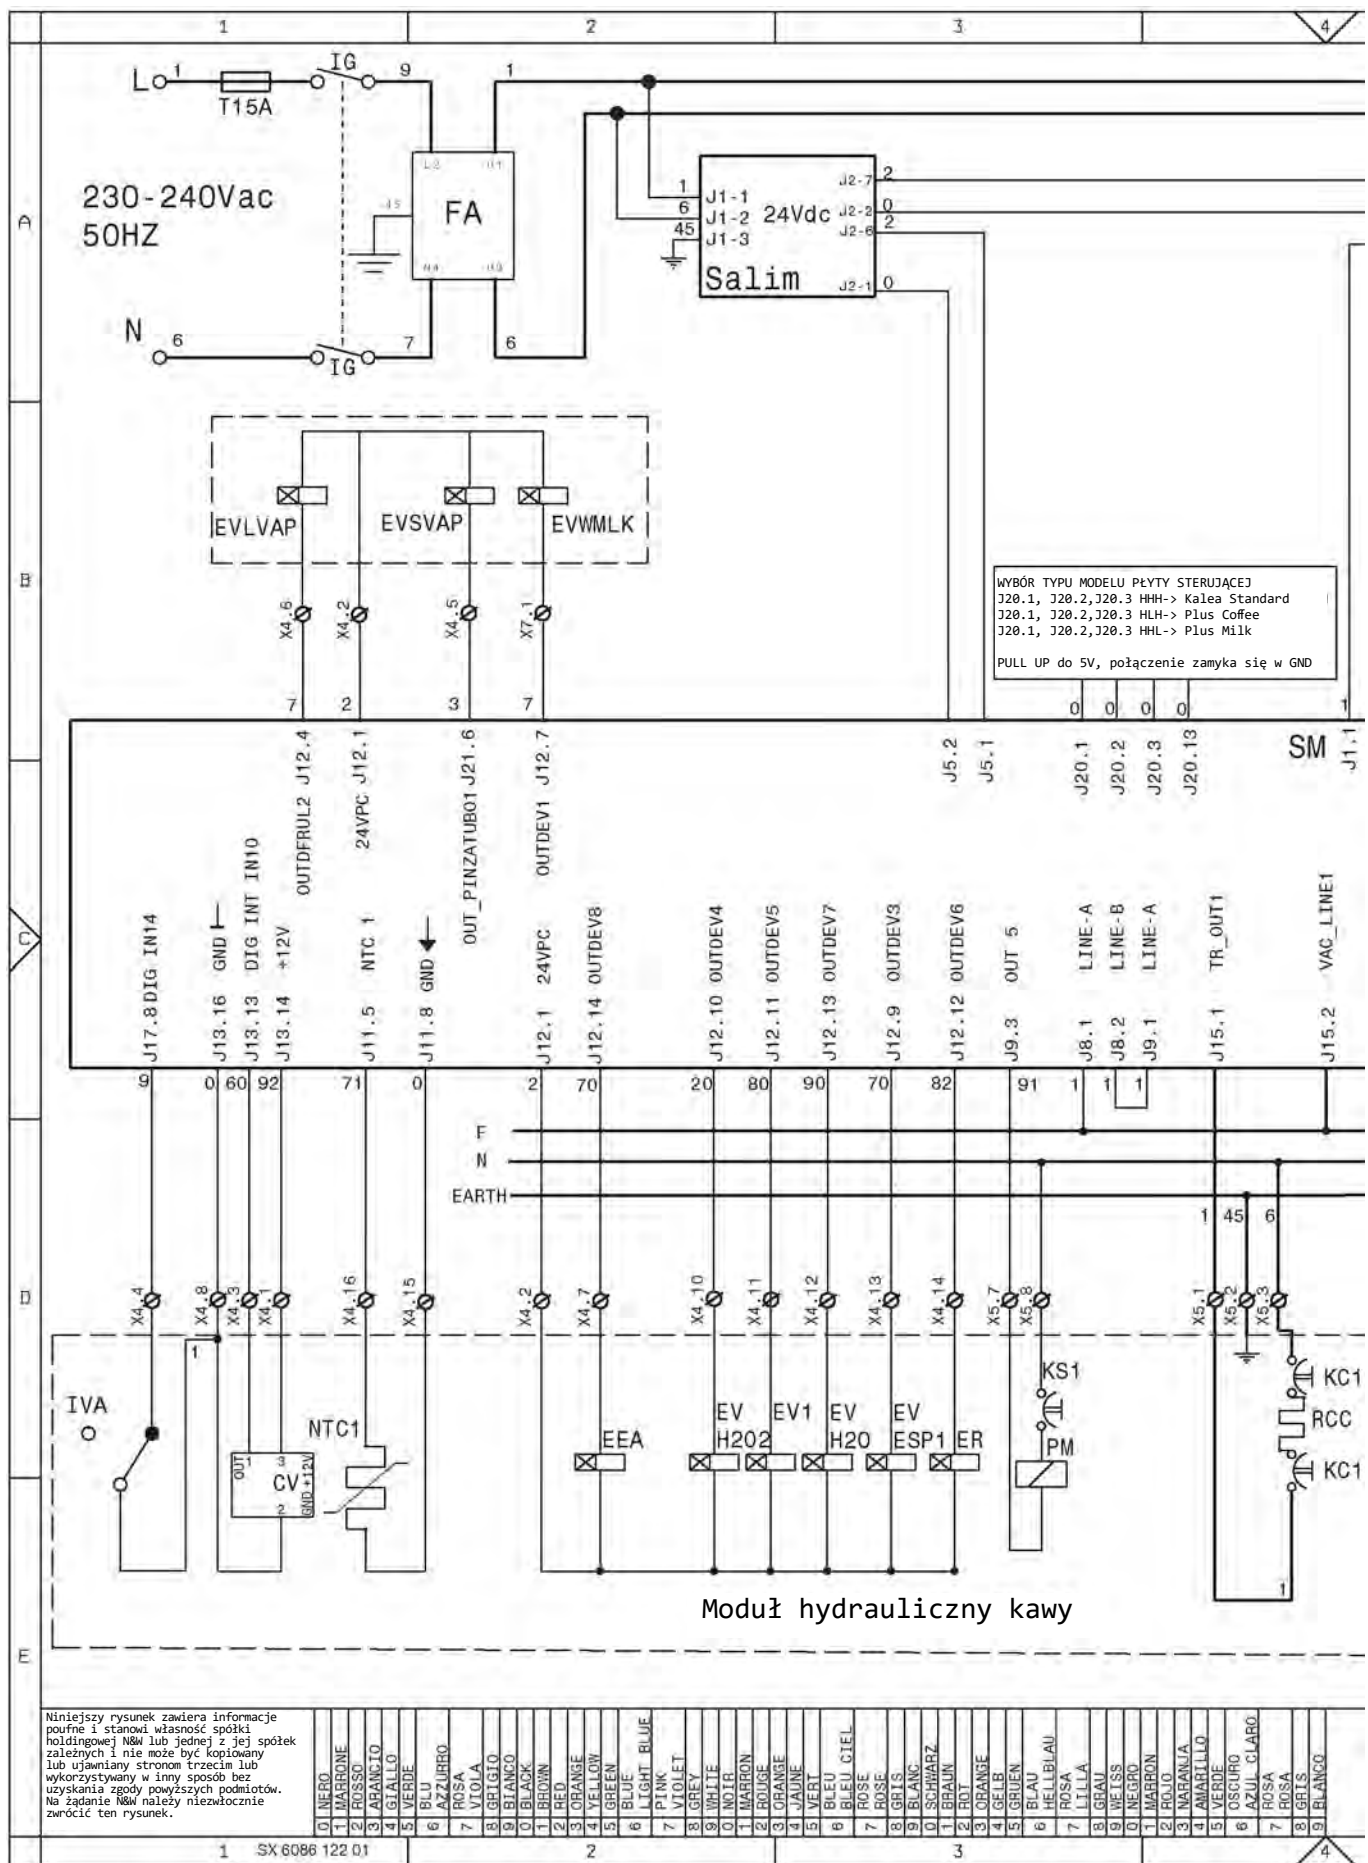 1
2
3
4
L
1
IG
9
1
T15A
230-240Vac
50HZ
A
FA
N
6
7
6
IG
1
6
45
J1-1
J1-2
J1-3
24Vdc
Salim
J2-7
J2-2
J2-6
J2-1
2
0
2
0
EVLVAP
EVSVAP
EVWMLK
B
X4.6
X4.2
X4.5
X7.1
WYBÓR TYPU MODELU PŁYTY STERUJĄCEJ
J20.1, J20.2,J20.3 HHH-> Kalea Standard
J20.1, J20.2,J20.3 HLH-> Plus Coffee
J20.1, J20.2,J20.3 HHL-> Plus Milk
PULL UP do 5V, połączenie zamyka się w GND
7
2
3
7
0
0
0
0
1
OUTDFRUL2 J12.4
24VPC J12.1
OUT_PINZATUBO1 J21.6
OUTDEV1 J12.7
J5.2
J5.1
J20.1
J20.2
J20.3
J20.13
SM
J1.1
C
J17.8 DIG IN14
J13.16 GND
J13.13 DIG INT IN10
J13.14 +12V
J11.5 NTC 1
J11.8 GND
J12.1 24VPC
J12.14 OUTDEV8
J12.10 OUTDEV4
J12.11 OUTDEV5
J12.13 OUTDEV7
J12.9 OUTDEV3
J12.12 OUTDEV6
J9.3 OUT 5
J8.1 LINE-A
J8.2 LINE-B
J9.1 LINE-A
J15.1 TR_OUT1
J15.2 VAC_LINE1
9
0
60
92
71
0
2
70
20
80
90
70
82
91
1
1
1
F
N
EARTH
1
45
6
D
X4.4
X4.8
X4.3
X4.1
X4.16
X4.15
X4.2
X4.7
X4.10
X4.11
X4.12
X4.13
X4.14
X5.7
X5.8
X5.1
X5.2
X5.3
1
IVA
NTC1
OUT
1
3
CV
2
GND
+12V
EEA
EV
H2O2
EV1
EV
H2O
EV
ESP1
ER
KS1
PM
KC1
RCC
KC1
1
Moduł hydrauliczny kawy
E
Niniejszy rysunek zawiera informacje
poufne i stanowi własność spółki
holdingowej N&W lub jednej z jej spółek
zależnych i nie może być kopiowany
lub ujawniany stronom trzecim lub
wykorzystywany w inny sposób bez
uzyskania zgody powyższych podmiotów.
Na żądanie N&W należy niezwłocznie
zwrócić ten rysunek.
0 NERO
1 MARRONE
2 ROSSO
3 ARANCIO
4 GIALLO
5 VERDE
6 BLU
AZZURRO
7 ROSA
VIOLA
8 GRIGIO
9 BIANCO
0 BLACK
1 BROWN
2 RED
3 ORANGE
4 YELLOW
5 GREEN
6 BLUE
LIGHT BLUE
7 PINK
VIOLET
8 GREY
9 WHITE
0 NOIR
1 MARRON
2 ROUGE
3 ORANGE
4 JAUNE
5 VERT
6 BLEU
BLEU CIEL
7 ROSE
ROSE
8 GRIS
9 BLANC
0 SCHWARZ
1 BRAUN
2 ROT
3 ORANGE
4 GELB
5 GRUEN
6 BLAU
HELLBLAU
7 ROSA
LILLA
8 GRAU
9 WEISS
0 NEGRO
1 MARRON
2 ROJO
3 NARANJA
4 AMARILLO
5 VERDE
6 OSCURO
AZUL CLARO
7 ROSA
ROSA
8 GRIS
9 BLANCO
1
SX 6086 122 01
2
3
4